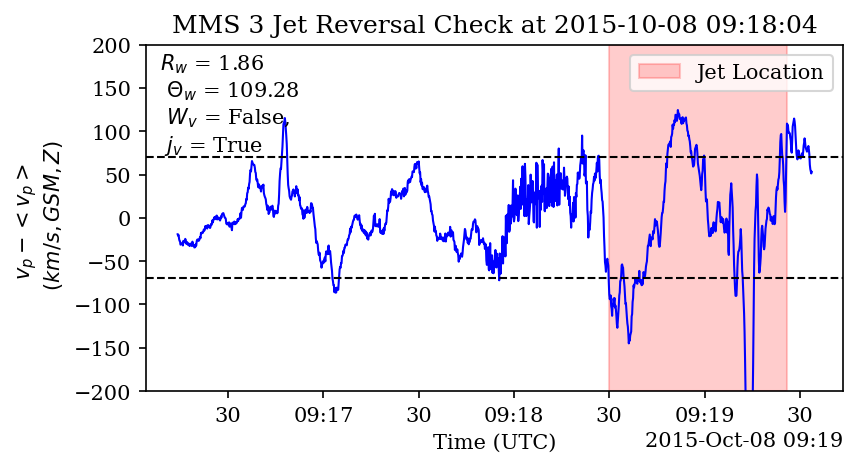 MMS 3 Jet Reversal Check at 2015-10-08 09:18:04
R_w = 1.86
Θ_w = 109.28
W_v = False,
j_v = True
Jet Location
200
150
100
50
0
−50
−100
−150
−200
v_p − < v_p >
(km/s, GSM, Z)
30 09:17 30 09:18 30 09:19 30
Time (UTC)
2015-Oct-08 09:19